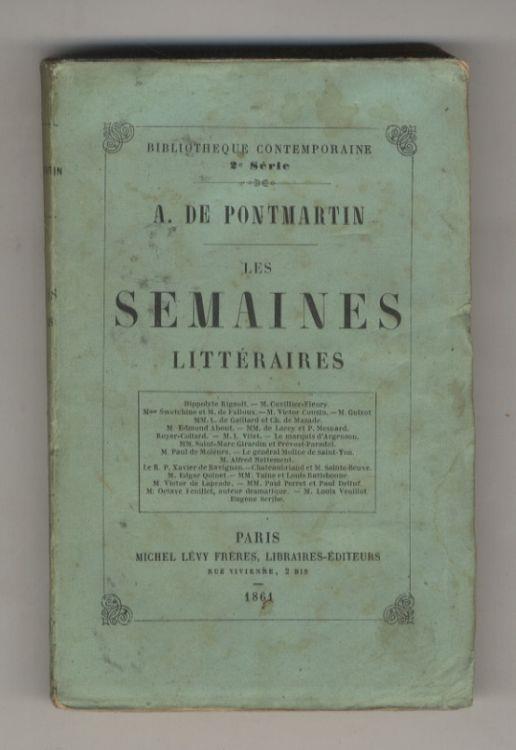 BIBLIOTHEQUE CONTEMPORAINE
2e Série
A. DE PONTMARTIN
LES
SEMAINES
LITTÉRAIRES
Hippolyte Rigault. — M. Cuvillier-Fleury.
Mme Swetchine et M. de Falloux. — M. Victor Cousin. — M. Guizot
MM. L. de Gaillard et Ch. de Mazade.
M. Edmond About. — MM. de Larcy et P. Mesnard.
Royer-Collard. — M. L. Vitet. — Le marquis d'Argenson.
MM. Saint-Marc Girardin et Prévost-Paradol.
M. Paul de Molènes. — Le général Moline de Saint-Yon.
M. Alfred Nettement.
Le R. P. Xavier de Ravignan. — Chateaubriand et M. Sainte-Beuve.
M. Edgar Quinet. — MM. Taine et Louis Ratisbonne
M. Victor de Laprade. — MM. Paul Perret et Paul Deltuf.
M. Octave Feuillet, auteur dramatique. — M. Louis Veuillot
Eugène Scribe.
PARIS
MICHEL LÉVY FRÈRES, LIBRAIRES-ÉDITEURS
RUE VIVIENNE, 2 BIS
1861